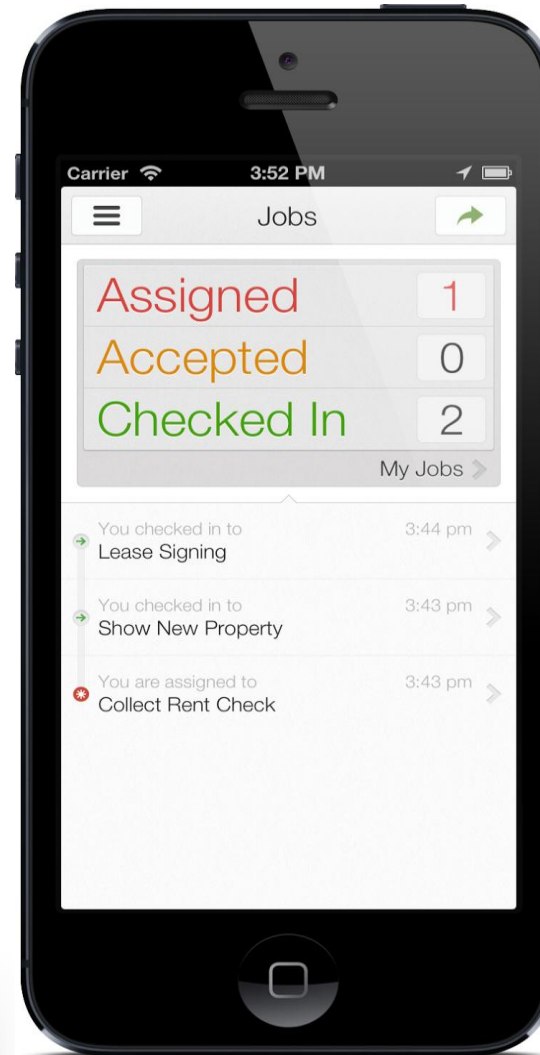 Carrier 3:52 PM
Jobs
Assigned 1
Accepted 0
Checked In 2
My Jobs
You checked in to 3:44 pm
Lease Signing
You checked in to 3:43 pm
Show New Property
You are assigned to 3:43 pm
Collect Rent Check